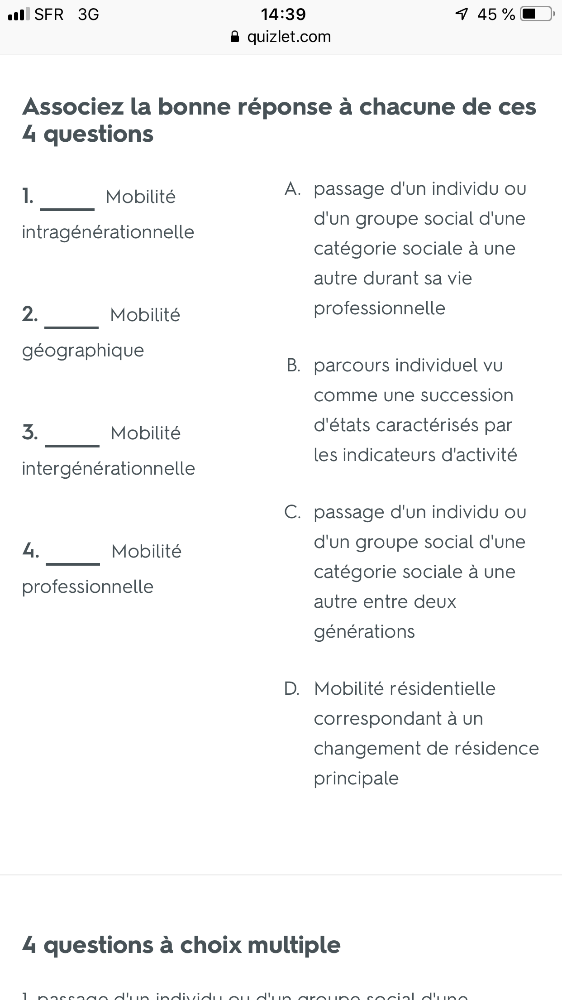 SFR 3G 14:39 45 %
quizlet.com
Associez la bonne réponse à chacune de ces
4 questions
1. _____ Mobilité
intragénérationnelle
2. _____ Mobilité
géographique
3. _____ Mobilité
intergénérationnelle
4. _____ Mobilité
professionnelle
A. passage d'un individu ou
d'un groupe social d'une
catégorie sociale à une
autre durant sa vie
professionnelle
B. parcours individuel vu
comme une succession
d'états caractérisés par
les indicateurs d'activité
C. passage d'un individu ou
d'un groupe social d'une
catégorie sociale à une
autre entre deux
générations
D. Mobilité résidentielle
correspondant à un
changement de résidence
principale
4 questions à choix multiple
1. passage d'un individu ou d'un groupe social d'une